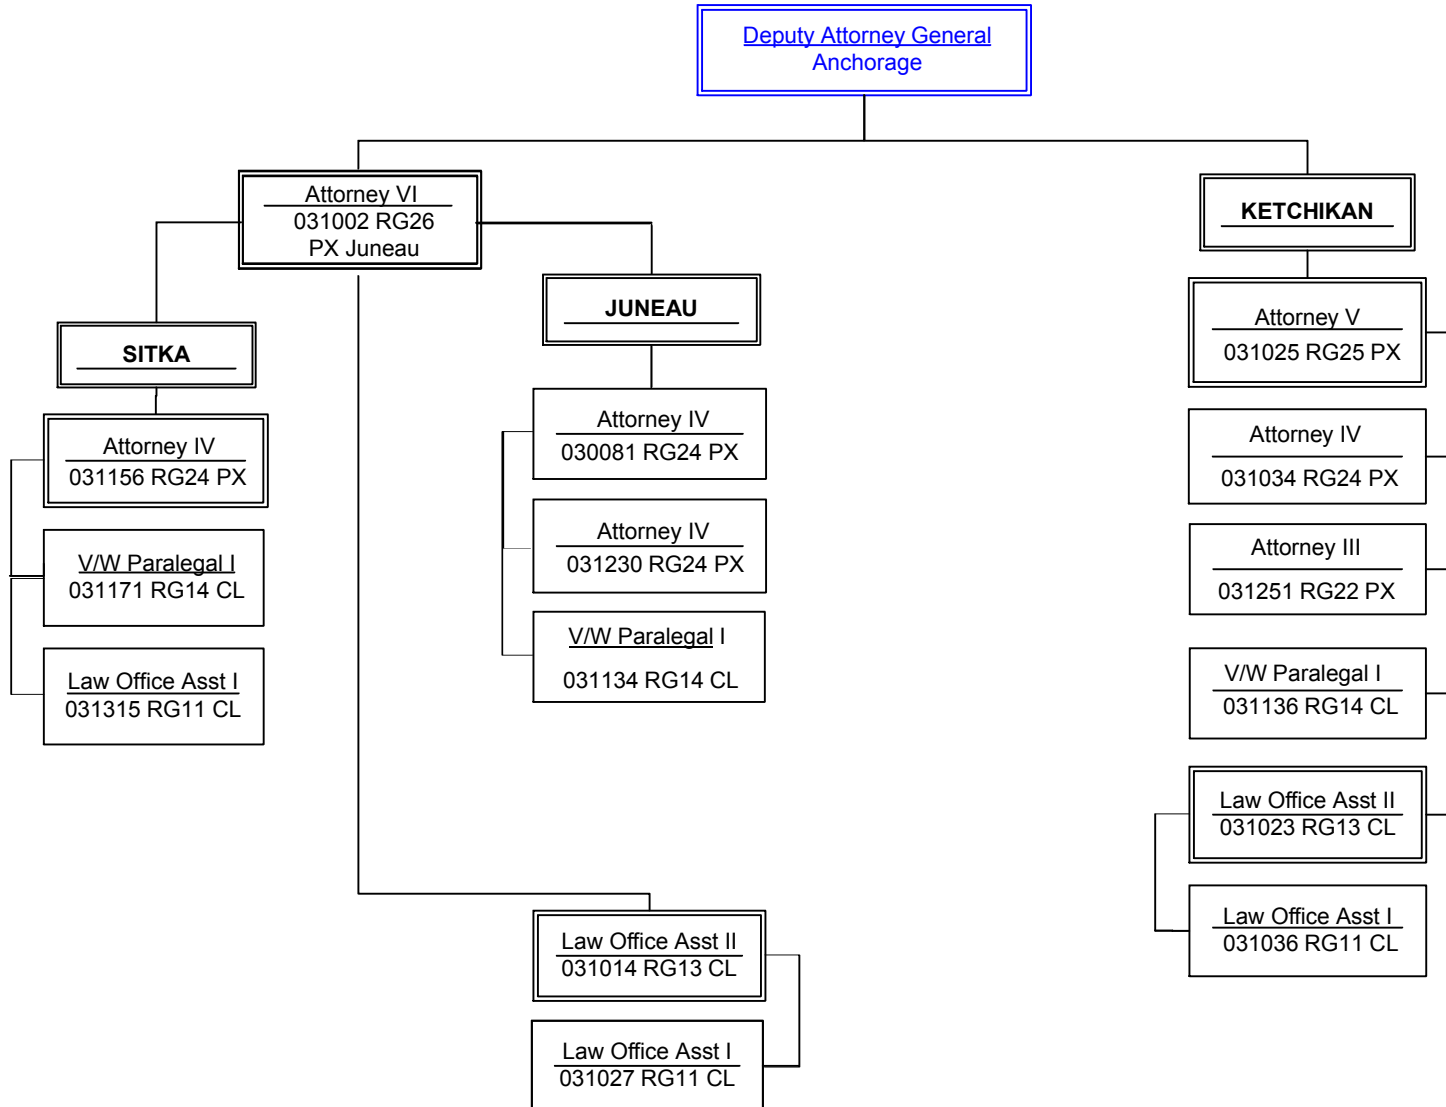 Deputy Attorney General
Anchorage
Attorney VI
031002 RG26
PX Juneau
SITKA
Attorney IV
031156 RG24 PX
V/W Paralegal I
031171 RG14 CL
Law Office Asst I
031315 RG11 CL
JUNEAU
Attorney IV
030081 RG24 PX
Attorney IV
031230 RG24 PX
V/W Paralegal I
031134 RG14 CL
Law Office Asst II
031014 RG13 CL
Law Office Asst I
031027 RG11 CL
KETCHIKAN
Attorney V
031025 RG25 PX
Attorney IV
031034 RG24 PX
Attorney III
031251 RG22 PX
V/W Paralegal I
031136 RG14 CL
Law Office Asst II
031023 RG13 CL
Law Office Asst I
031036 RG11 CL